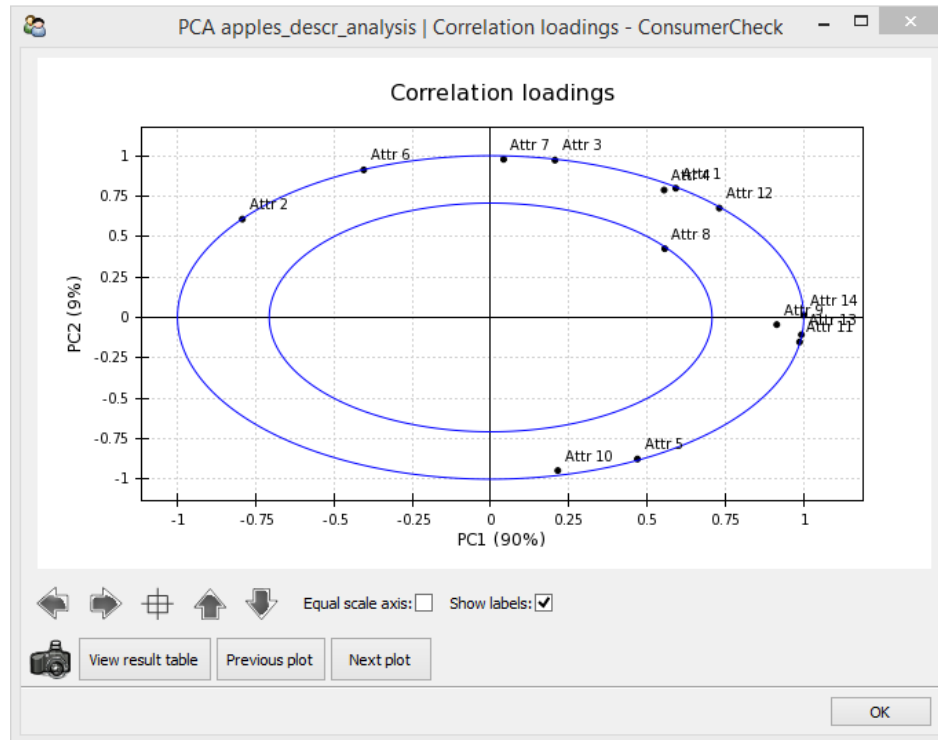 PCA apples_descr_analysis | Correlation loadings - ConsumerCheck
Correlation loadings
1
0.75
0.5
0.25
0
-0.25
-0.5
-0.75
-1
PC2 (9%)
Attr 6
Attr 7
Attr 3
Attr 4
Attr 1
Attr 2
Attr 12
Attr 8
Attr 14
Attr 9
Attr 13
Attr 11
Attr 5
Attr 10
-1 -0.75 -0.5 -0.25 0 0.25 0.5 0.75 1
PC1 (90%)
Equal scale axis: Show labels:
View result table Previous plot Next plot
OK